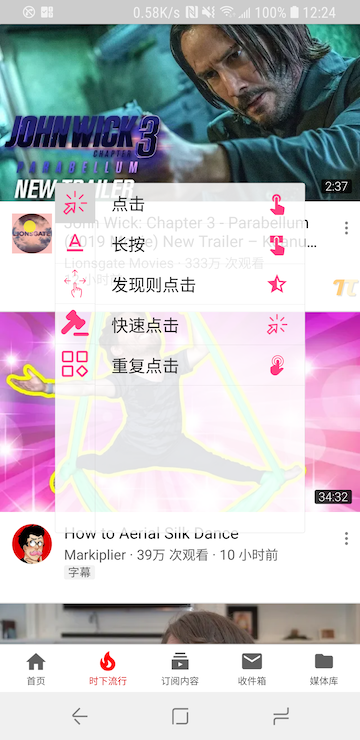 0.58K/s 100% 12:24
JOHN WICK 3
CHAPTER
PARABELLUM
NEW TRAILER
2:37
LIONSGATE
点击
John Wick: Chapter 3 - Parabellum
长按
(2019 Movie) New Trailer – Keanu...
Lionsgate Movies · 333万 次观看
发现则点击
快速点击
重复点击
34:32
How to Aerial Silk Dance
Markiplier · 39万 次观看 · 10 小时前
字幕
首页 时下流行 订阅内容 收件箱 媒体库